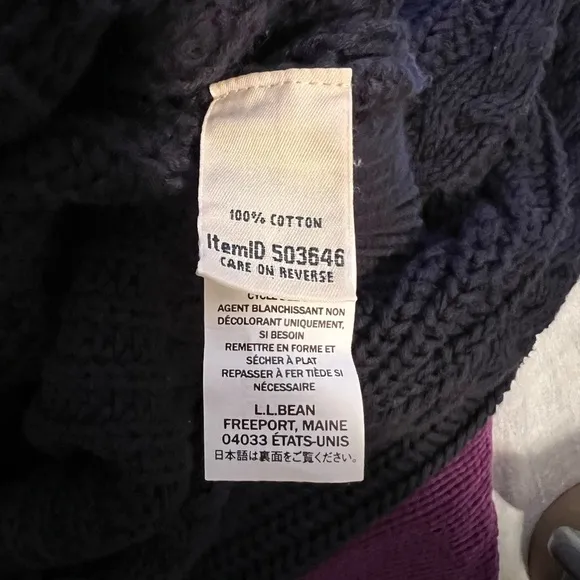 100% COTTON
ItemID 503646
CARE ON REVERSE
AGENT BLANCHISSANT NON
DÉCOLORANT UNIQUEMENT,
SI BESOIN
REMETTRE EN FORME ET
SÉCHER À PLAT
REPASSER À FER TIÈDE SI
NÉCESSAIRE
L.L.BEAN
FREEPORT, MAINE
04033 ÉTATS-UNIS
日本語は裏面をご覧ください。